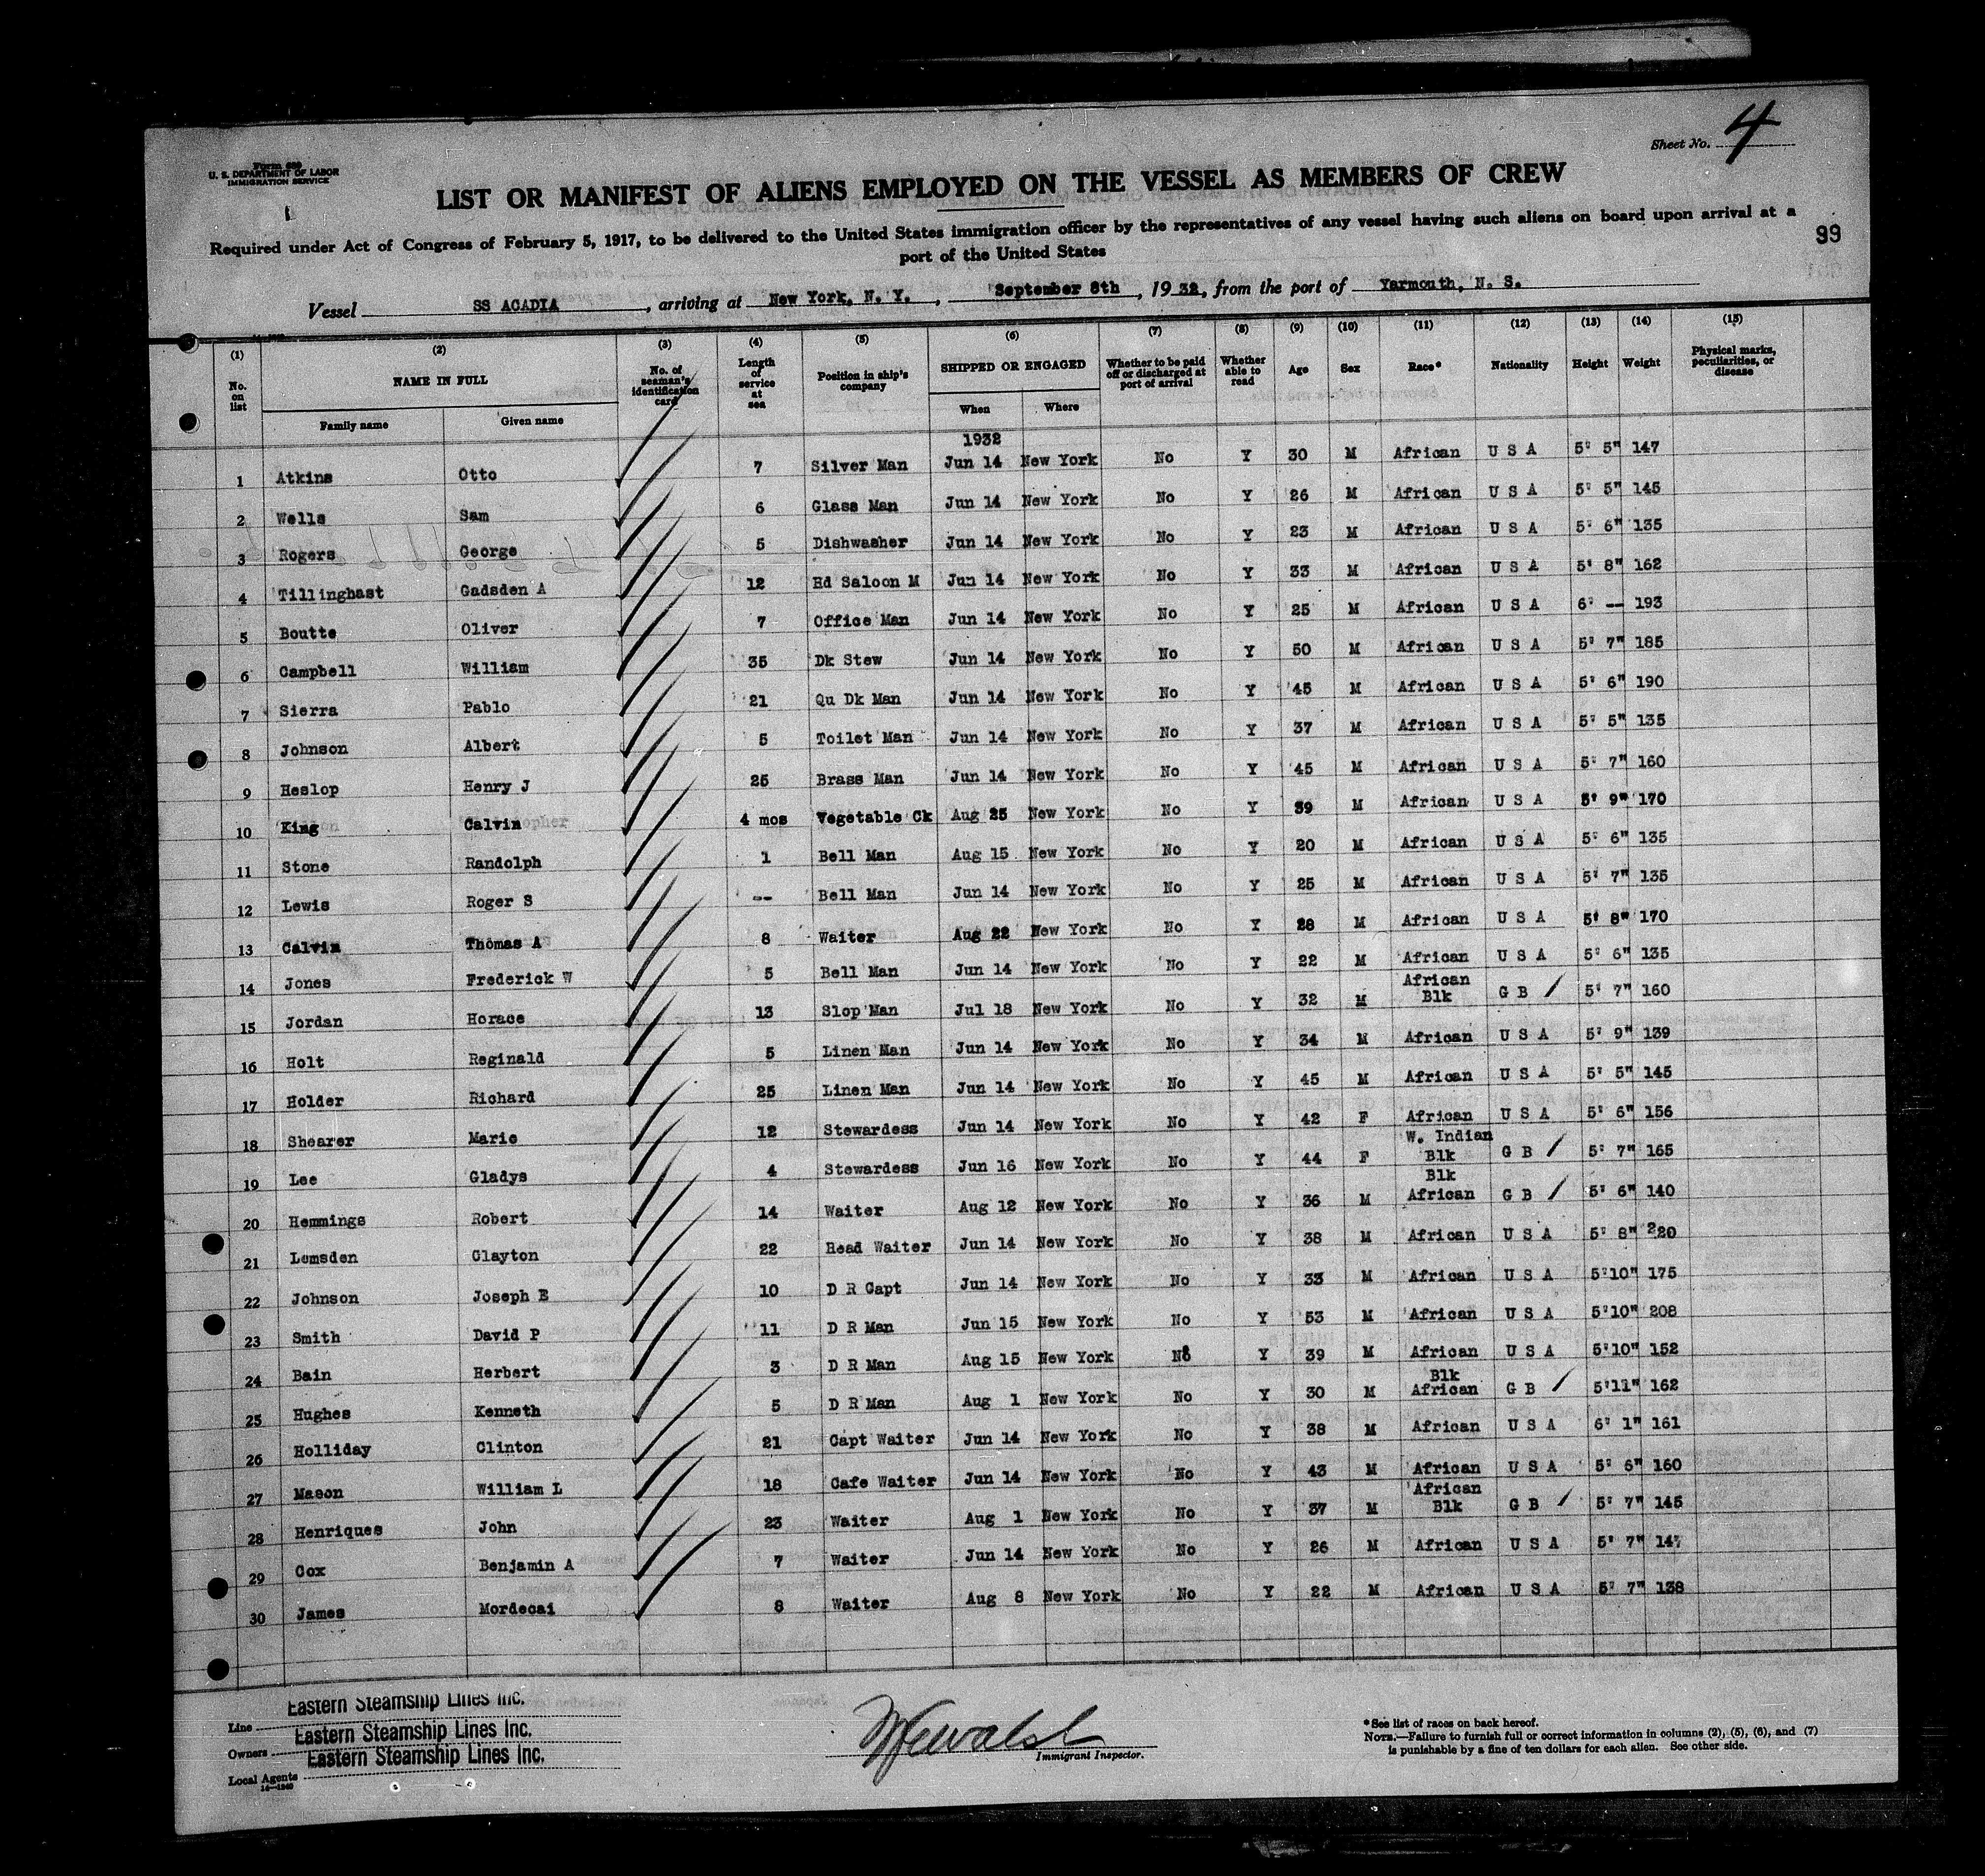 Sheet No. 4
Form 689
U. S. DEPARTMENT OF LABOR
IMMIGRATION SERVICE
LIST OR MANIFEST OF ALIENS EMPLOYED ON THE VESSEL AS MEMBERS OF CREW
99
Required under Act of Congress of February 5, 1917, to be delivered to the United States immigration officer by the representatives of any vessel having such aliens on board upon arrival at a
port of the United States
Vessel SS ACADIA, arriving at New York, N. Y., September 8th, 1932, from the port of Yarmouth, N. S.
(1) No. on list (2) NAME IN FULL Family name Given name (3) No. of seaman's identification card (4) Length of service at sea (5) Position in ship's company (6) SHIPPED OR ENGAGED When Where (7) Whether to be paid off or discharged at port of arrival (8) Whether able to read (9) Age (10) Sex (11) Race* (12) Nationality (13) Height (14) Weight (15) Physical marks, peculiarities, or disease
1932
1 Atkins Otto 7 Silver Man Jun 14 New York No Y 30 M African U S A 5' 5" 147
2 Wells Sam 6 Glass Man Jun 14 New York No Y 26 M African U S A 5' 5" 145
3 Rogers George 5 Dishwasher Jun 14 New York No Y 23 M African U S A 5' 6" 135
4 Tillinghast Gadsden A 12 Hd Saloon M Jun 14 New York No Y 33 M African U S A 5' 8" 162
5 Boutte Oliver 7 Office Man Jun 14 New York No Y 25 M African U S A 6' -- 193
6 Campbell William 35 Dk Stew Jun 14 New York No Y 50 M African U S A 5' 7" 185
7 Sierra Pablo 21 Qu Dk Man Jun 14 New York No Y 45 M African U S A 5' 6" 190
8 Johnson Albert 5 Toilet Man Jun 14 New York No Y 37 M African U S A 5' 5" 135
9 Heslop Henry J 25 Brass Man Jun 14 New York No Y 45 M African U S A 5' 7" 160
10 King Calvin 4 mos Vegetable Ck Aug 25 New York No Y 39 M African U S A 5' 9" 170
11 Stone Randolph 1 Bell Man Aug 15 New York No Y 20 M African U S A 5' 6" 135
12 Lewis Roger S -- Bell Man Jun 14 New York No Y 25 M African U S A 5' 7" 135
13 Calvin Thomas A 8 Waiter Aug 22 New York No Y 28 M African U S A 5' 8" 170
14 Jones Frederick W 5 Bell Man Jun 14 New York No Y 22 M African U S A 5' 6" 135
15 Jordan Horace 13 Slop Man Jul 18 New York No Y 32 M African Blk G B / 5' 7" 160
16 Holt Reginald 5 Linen Man Jun 14 New York No Y 34 M African U S A 5' 9" 139
17 Holder Richard 25 Linen Man Jun 14 New York No Y 45 M African U S A 5' 5" 145
18 Shearer Marie 12 Stewardess Jun 14 New York No Y 42 F African U S A 5' 6" 156
19 Lee Gladys 4 Stewardess Jun 16 New York No Y 44 F W. Indian Blk G B / 5' 7" 165
20 Hemmings Robert 14 Waiter Aug 12 New York No Y 36 M Blk African G B / 5' 6" 140
21 Lemsden Clayton 22 Head Waiter Jun 14 New York No Y 38 M African U S A 5' 8" 220
22 Johnson Joseph E 10 D R Capt Jun 14 New York No Y 33 M African U S A 5'10" 175
23 Smith David P 11 D R Man Jun 15 New York No Y 53 M African U S A 5'10" 208
24 Bain Herbert 3 D R Man Aug 15 New York No Y 39 M African U S A 5'10" 152
25 Hughes Kenneth 5 D R Man Aug 1 New York No Y 30 M Blk African G B / 5'11" 162
26 Holliday Clinton 21 Capt Waiter Jun 14 New York No Y 38 M African U S A 6' 1" 161
27 Mason William L 18 Cafe Waiter Jun 14 New York No Y 43 M African U S A 5' 6" 160
28 Henriques John 23 Waiter Aug 1 New York No Y 37 M African Blk G B / 5' 7" 145
29 Cox Benjamin A 7 Waiter Jun 14 New York No Y 26 M African U S A 5' 7" 147
30 James Mordecai 8 Waiter Aug 8 New York No Y 22 M African U S A 5' 7" 138
Line Eastern Steamship Lines Inc.
Owners Eastern Steamship Lines Inc.
Local Agents Eastern Steamship Lines Inc.
14—1240
Immigrant Inspector.
*See list of races on back hereof.
NOTE.—Failure to furnish full or correct information in columns (2), (5), (6), and (7)
is punishable by a fine of ten dollars for each alien. See other side.